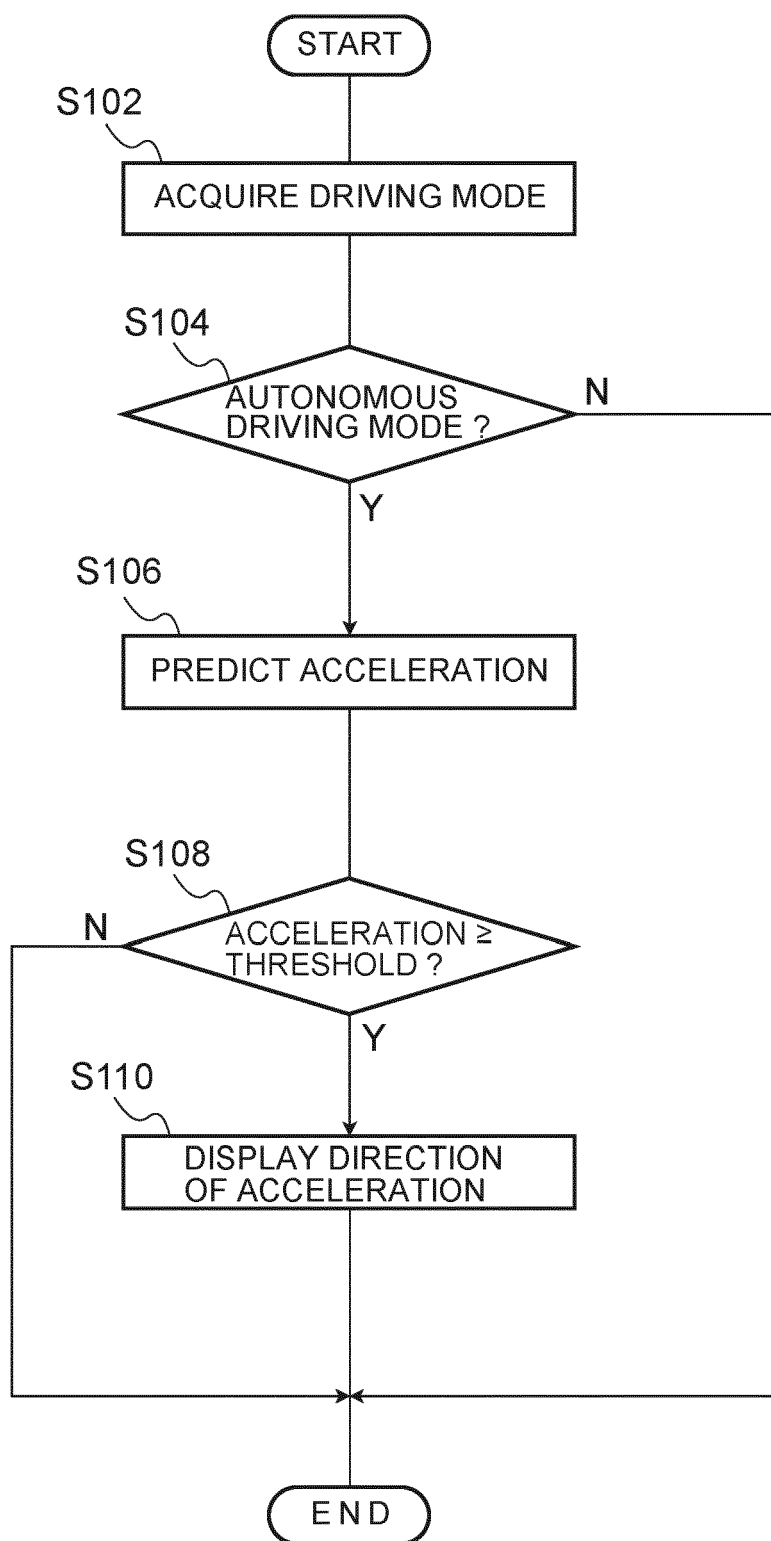 START
S102
ACQUIRE DRIVING MODE
S104
AUTONOMOUS
DRIVING MODE ?
N
Y
S106
PREDICT ACCELERATION
S108
N
ACCELERATION ≥
THRESHOLD ?
Y
S110
DISPLAY DIRECTION
OF ACCELERATION
END